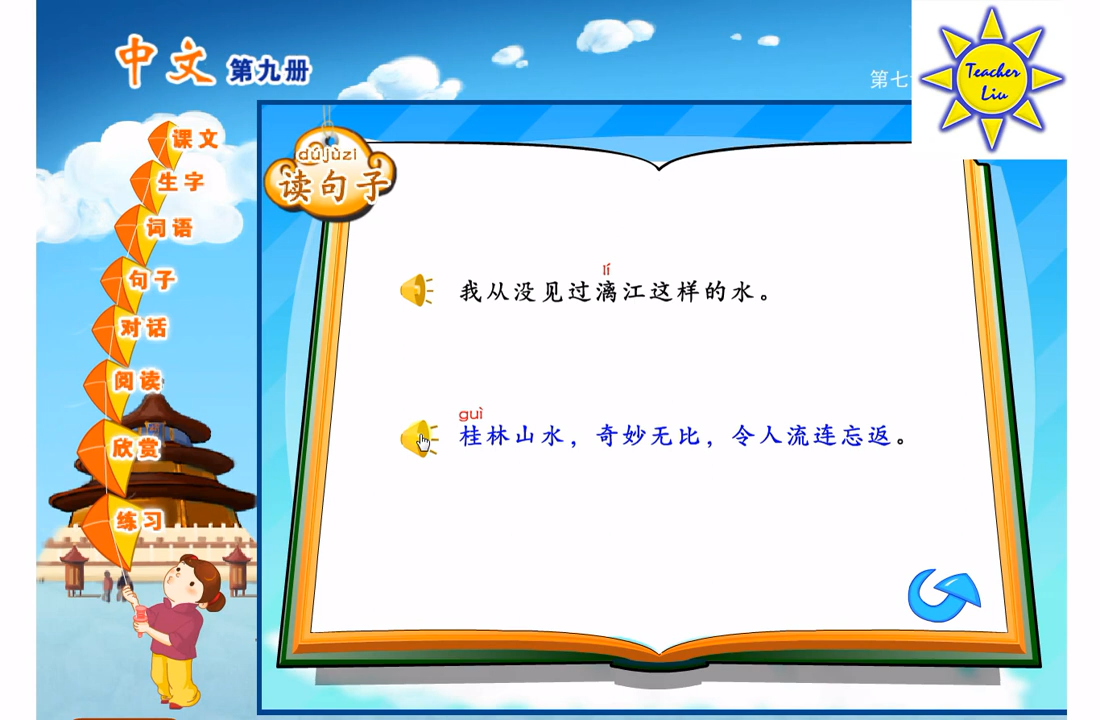 中文 第九册
第七
Teacher
Liu
课文
生字
词语
句子
对话
阅读
欣赏
练习
dújùzi
读句子
lí
我从没见过漓江这样的水。
guì
桂林山水，奇妙无比，令人流连忘返。